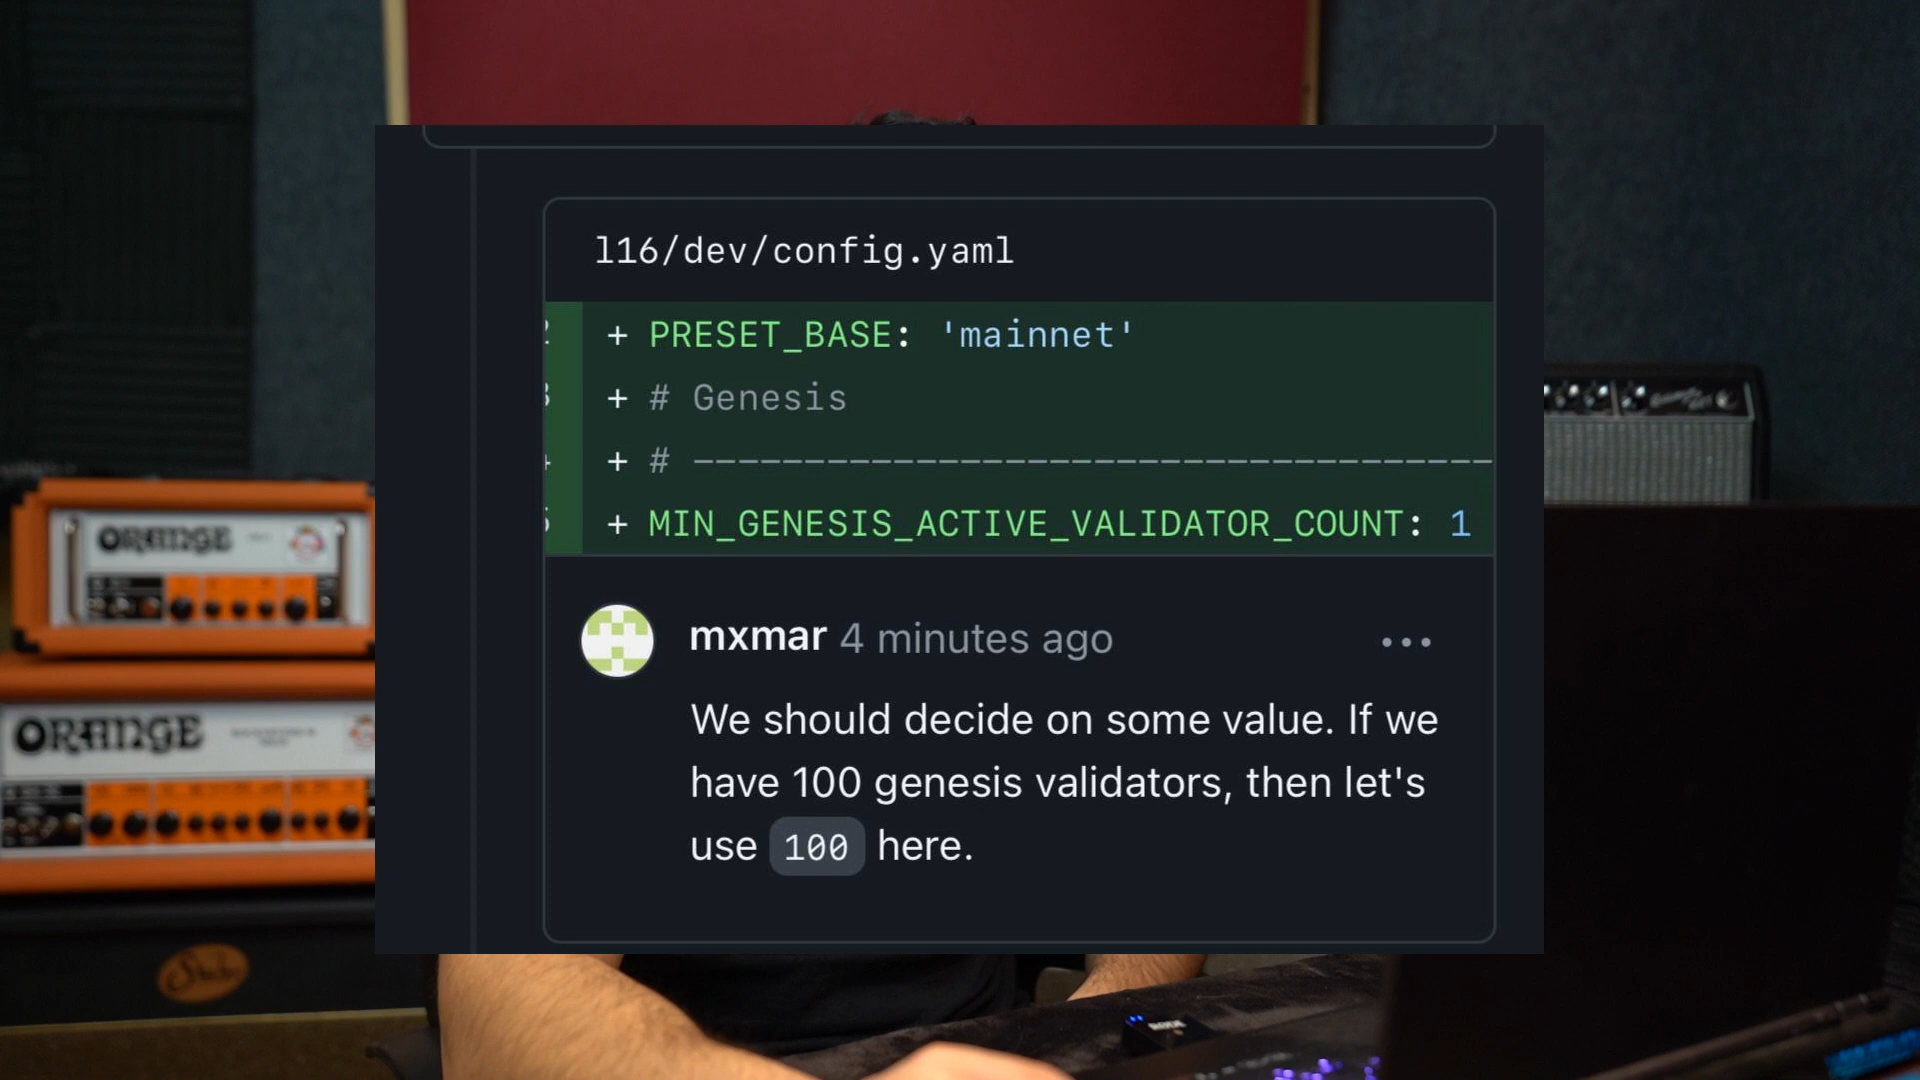 l16/dev/config.yaml
+ PRESET_BASE: 'mainnet'
+ # Genesis
+ # -------------------------------------
+ MIN_GENESIS_ACTIVE_VALIDATOR_COUNT: 1
mxmar 4 minutes ago
We should decide on some value. If we
have 100 genesis validators, then let's
use 100 here.
ORANGE
ORANGE
RODE